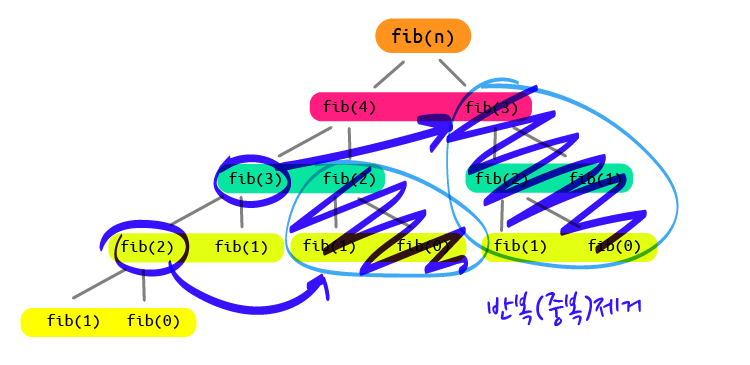 fib(n)
fib(4) fib(3)
fib(3) fib(2) fib(2) fib(1)
fib(2) fib(1) fib(1) fib(0) fib(1) fib(0)
반복(중복)제거
fib(1) fib(0)